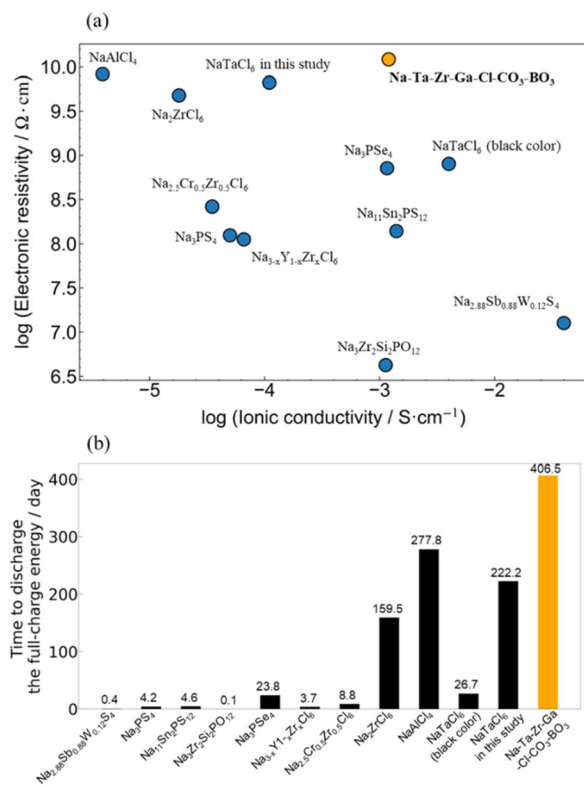 (a)
log (Electronic resistivity / Ω·cm)
10.0
9.5
9.0
8.5
8.0
7.5
7.0
6.5
NaAlCl₄
Na₂ZrCl₆
NaTaCl₆ in this study
Na-Ta-Zr-Ga-Cl-CO₃-BO₃
Na₃PSe₄
NaTaCl₆ (black color)
Na₂.₅Cr₀.₅Zr₀.₅Cl₆
Na₃PS₄
Na₃₋ₓY₁₋ₓZrₓCl₆
Na₁₁Sn₂PS₁₂
Na₂.₈₈Sb₀.₈₈W₀.₁₂S₄
Na₃Zr₂Si₂PO₁₂
−5 −4 −3 −2
log (Ionic conductivity / S·cm⁻¹)
(b)
Time to discharge
the full-charge energy / day
400
300
200
100
0
0.4 4.2 4.6 0.1 23.8 3.7 8.8 159.5 277.8 26.7 222.2 406.5
Na₂.₈₈Sb₀.₈₈W₀.₁₂S₄
Na₃PS₄
Na₁₁Sn₂PS₁₂
Na₃Zr₂Si₂PO₁₂
Na₃PSe₄
Na₃₋ₓY1₋ₓZrₓCl₆
Na₂.₅Cr₀.₅Zr₀.₅Cl₆
Na₂ZrCl₆
NaAlCl₄
NaTaCl₆
(black color)
NaTaCl₆
in this study
Na-Ta-Zr-Ga
-Cl-CO₃-BO₃